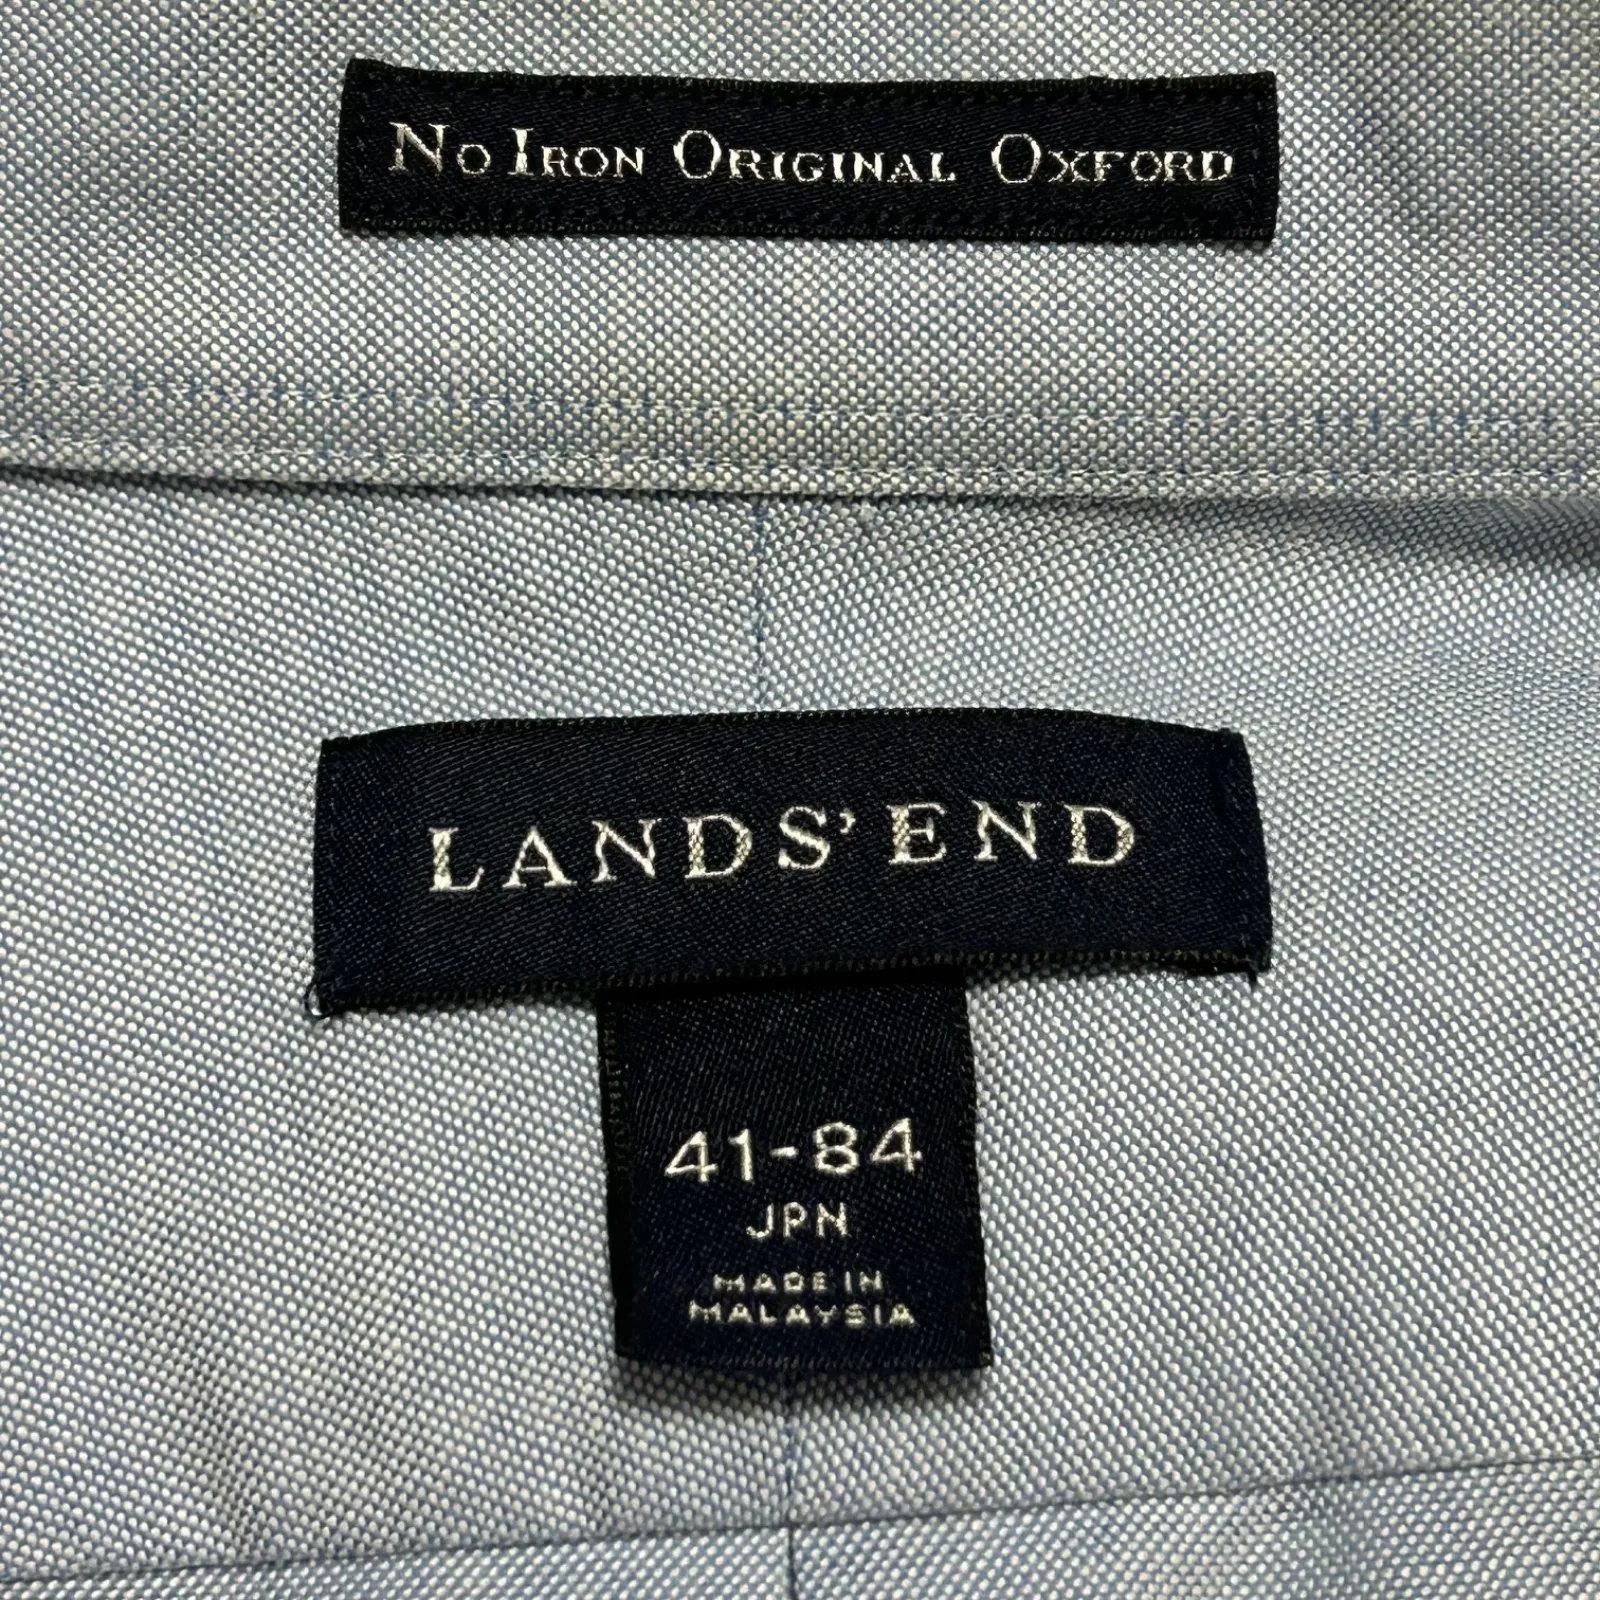 No Iron Original Oxford
LANDS' END
41-84
JPN
MADE IN
MALAYSIA